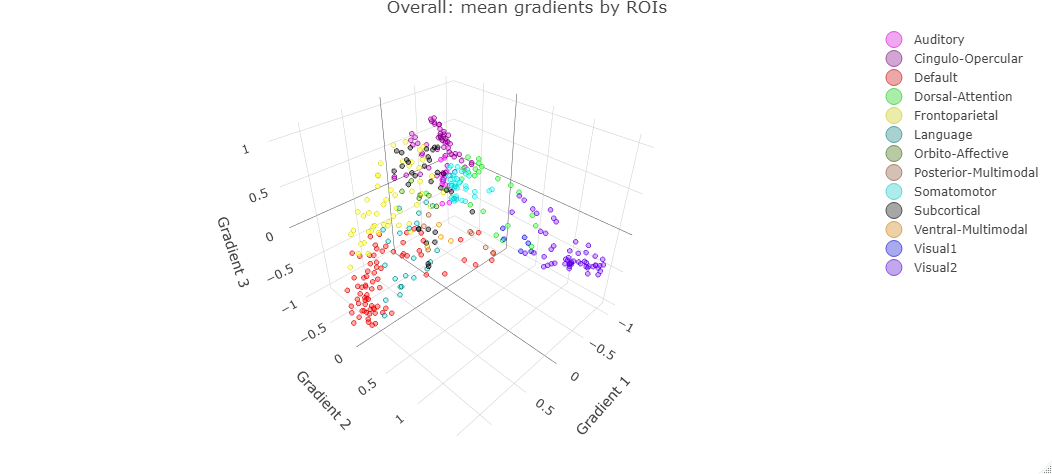 Overall: mean gradients by ROIs
Auditory
Cingulo-Opercular
Default
Dorsal-Attention
Frontoparietal
Language
Orbito-Affective
Posterior-Multimodal
Somatomotor
Subcortical
Ventral-Multimodal
Visual1
Visual2
1
0.5
0
−0.5
−1
Gradient 3
−0.5
0
0.5
1
Gradient 2
−1
−0.5
0
0.5
Gradient 1